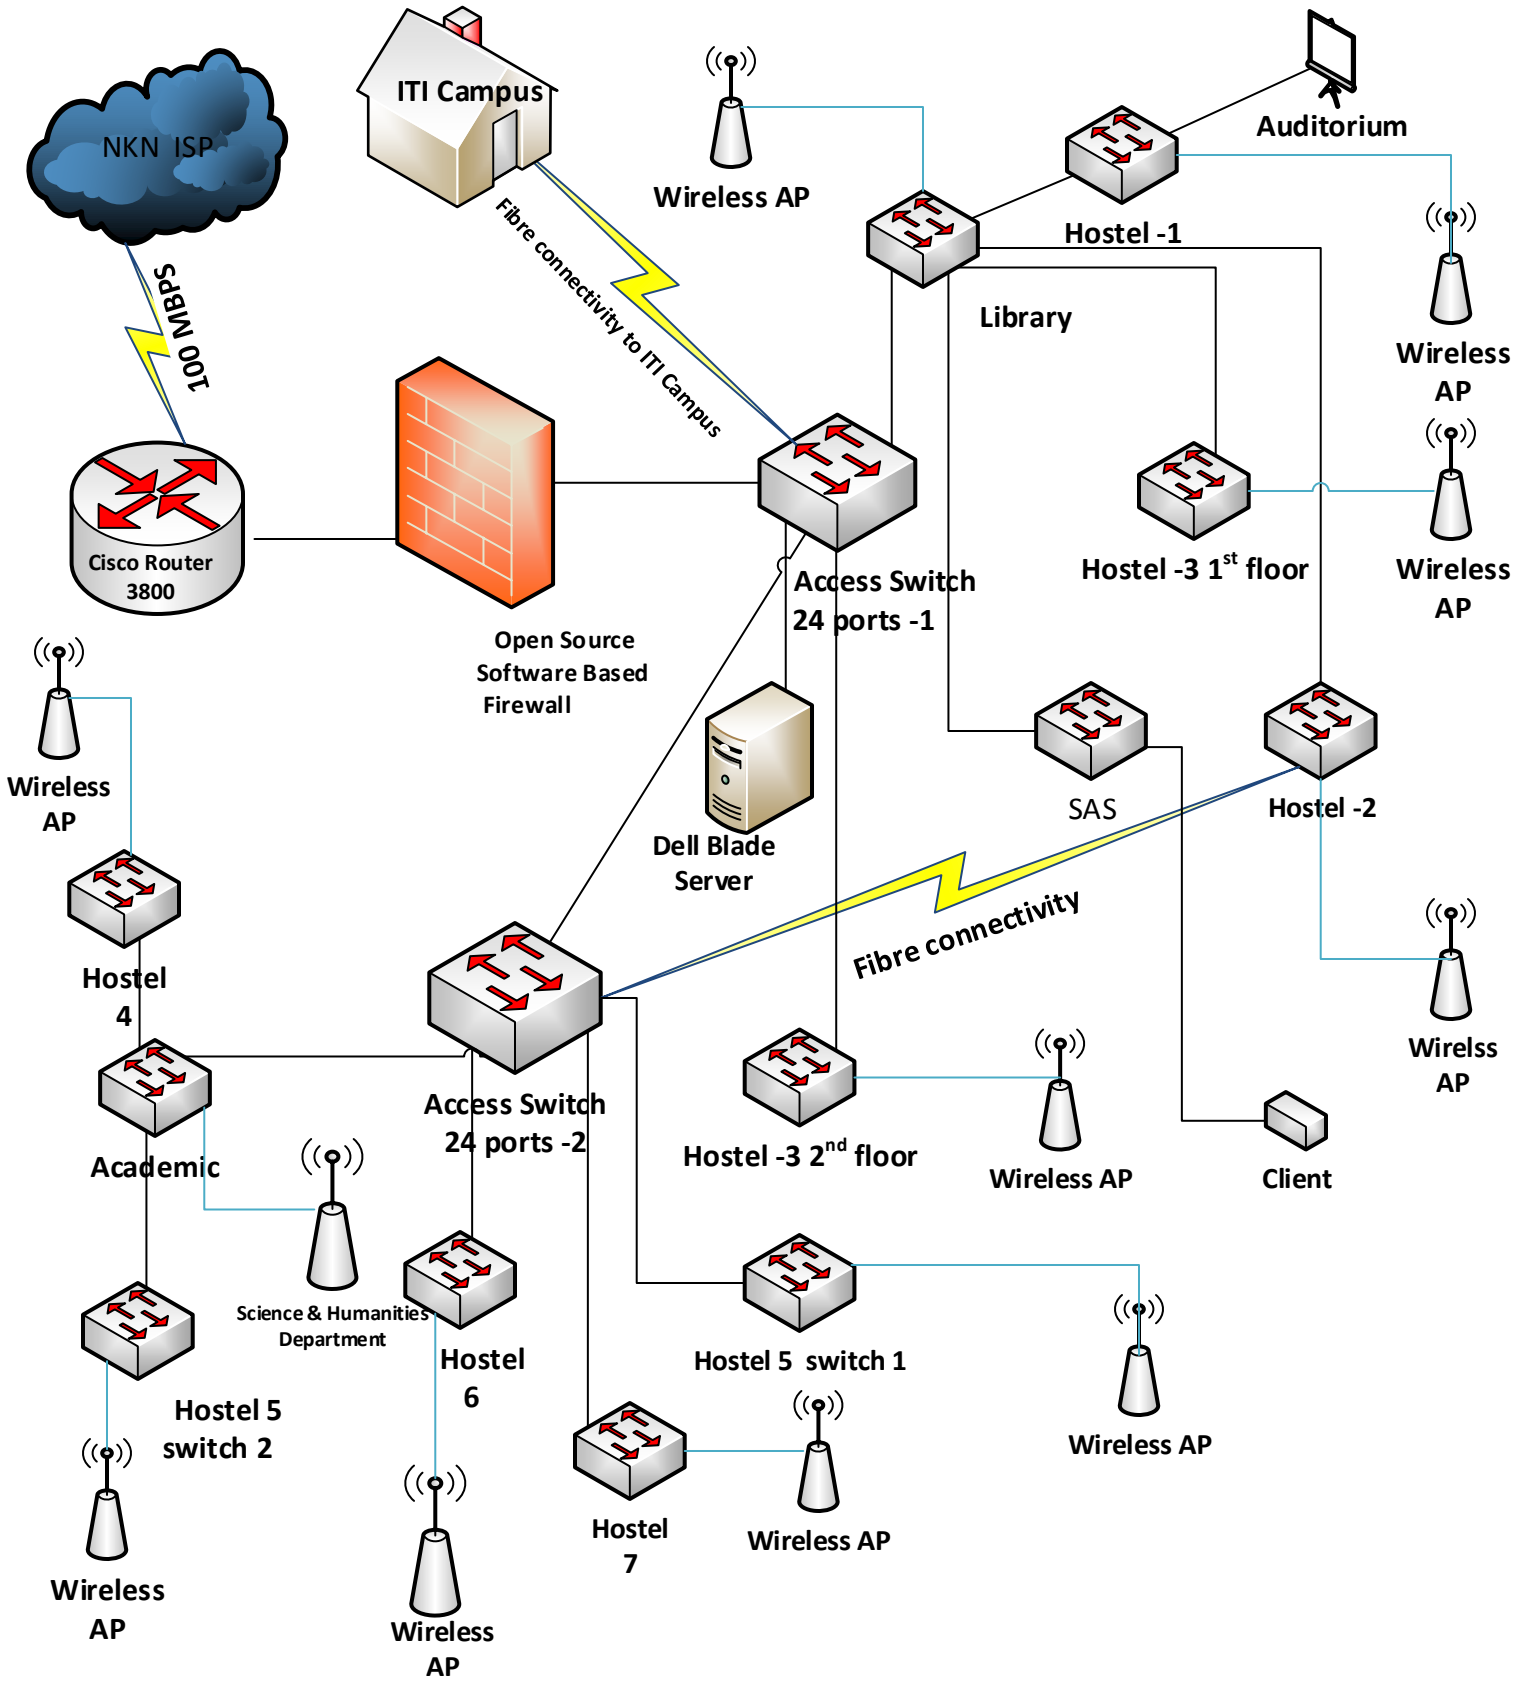 ITI Campus
NKN ISP
Auditorium
Wireless AP
Hostel -1
Fibre connectivity to ITI Campus
100 MBPS
Library
Wireless
AP
Cisco Router
3800
Access Switch
24 ports -1
Hostel -3 1st floor
Wireless
AP
Open Source
Software Based
Firewall
Wireless
AP
SAS
Hostel -2
Dell Blade
Server
Fibre connectivity
Hostel
4
Wirelss
AP
Access Switch
24 ports -2
Academic
Hostel -3 2nd floor
Wireless AP
Client
Science & Humanities
Department
Hostel
6
Hostel 5 switch 1
Hostel 5
switch 2
Wireless AP
Hostel
7
Wireless AP
Wireless
AP
Wireless
AP